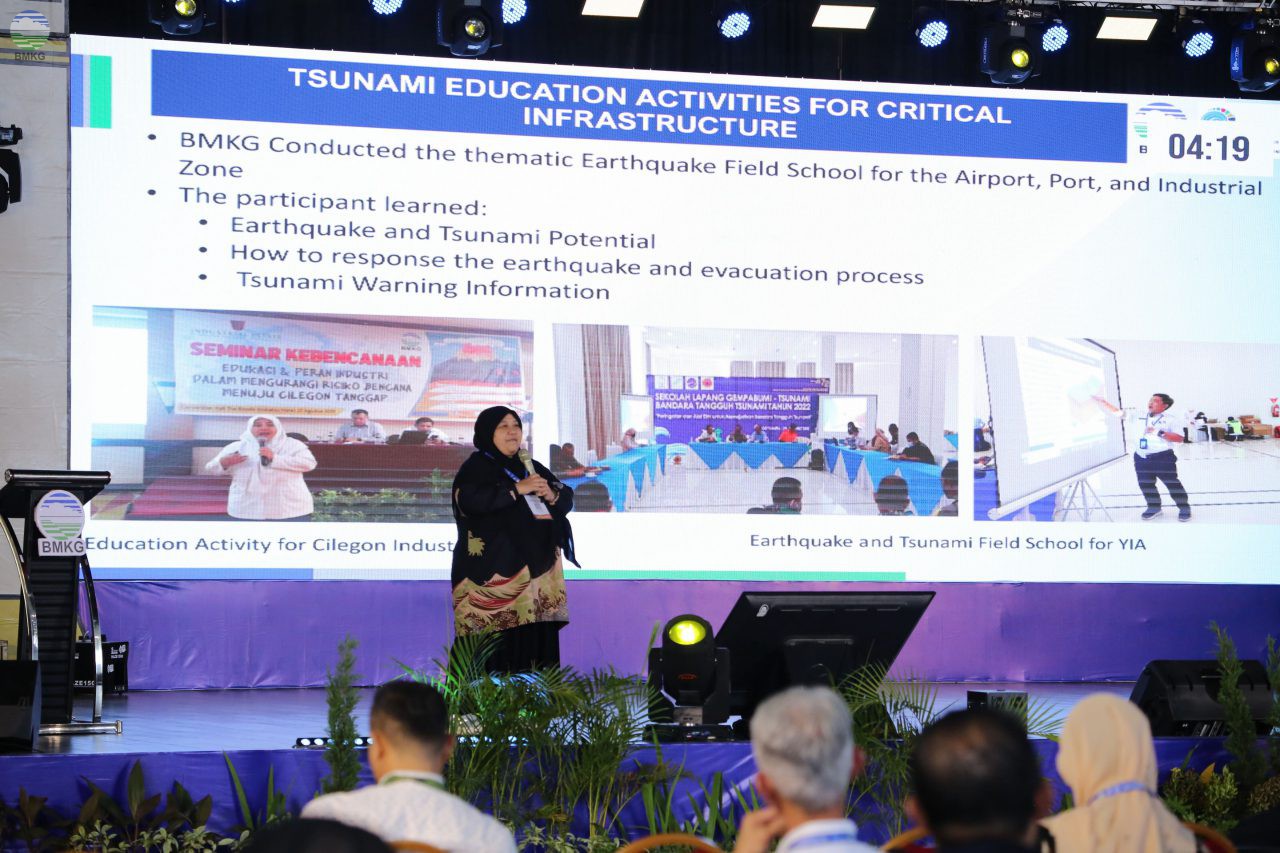 BMKG
TSUNAMI EDUCATION ACTIVITIES FOR CRITICAL
INFRASTRUCTURE
04:19
• BMKG Conducted the thematic Earthquake Field School for the Airport, Port, and Industrial
Zone
• The participant learned:
• Earthquake and Tsunami Potential
• How to response the earthquake and evacuation process
• Tsunami Warning Information
BMKG
SEMINAR KEBENCANAAN
EDUKASI & PERAN INDUSTRI
DALAM MENGURANGI RISIKO BENCANA
MENUJU CILEGON TANGGAP
SEKOLAH LAPANG GEMPABUMI - TSUNAMI
BANDARA TANGGUH TSUNAMI TAHUN 2022
Education Activity for Cilegon
Earthquake and Tsunami Field School for YIA
BMKG